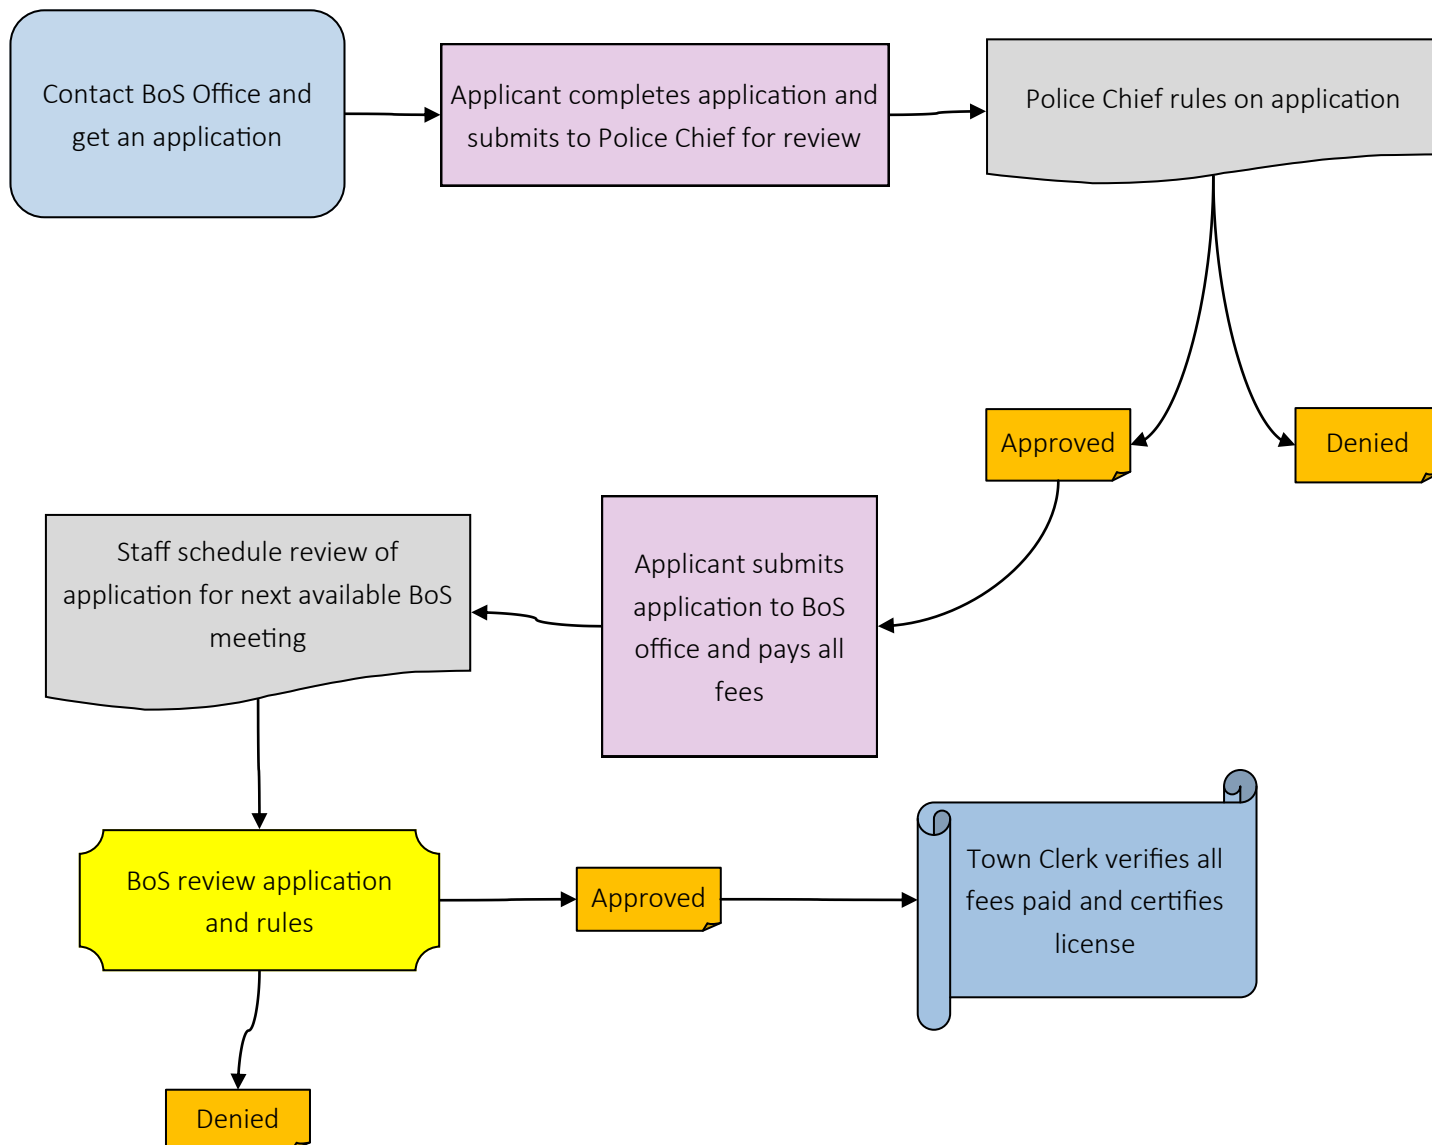 Contact BoS Office and
get an application
Applicant completes application and
submits to Police Chief for review
Police Chief rules on application
Approved
Denied
Applicant submits
application to BoS
office and pays all
fees
Staff schedule review of
application for next available BoS
meeting
BoS review application
and rules
Approved
Town Clerk verifies all
fees paid and certifies
license
Denied